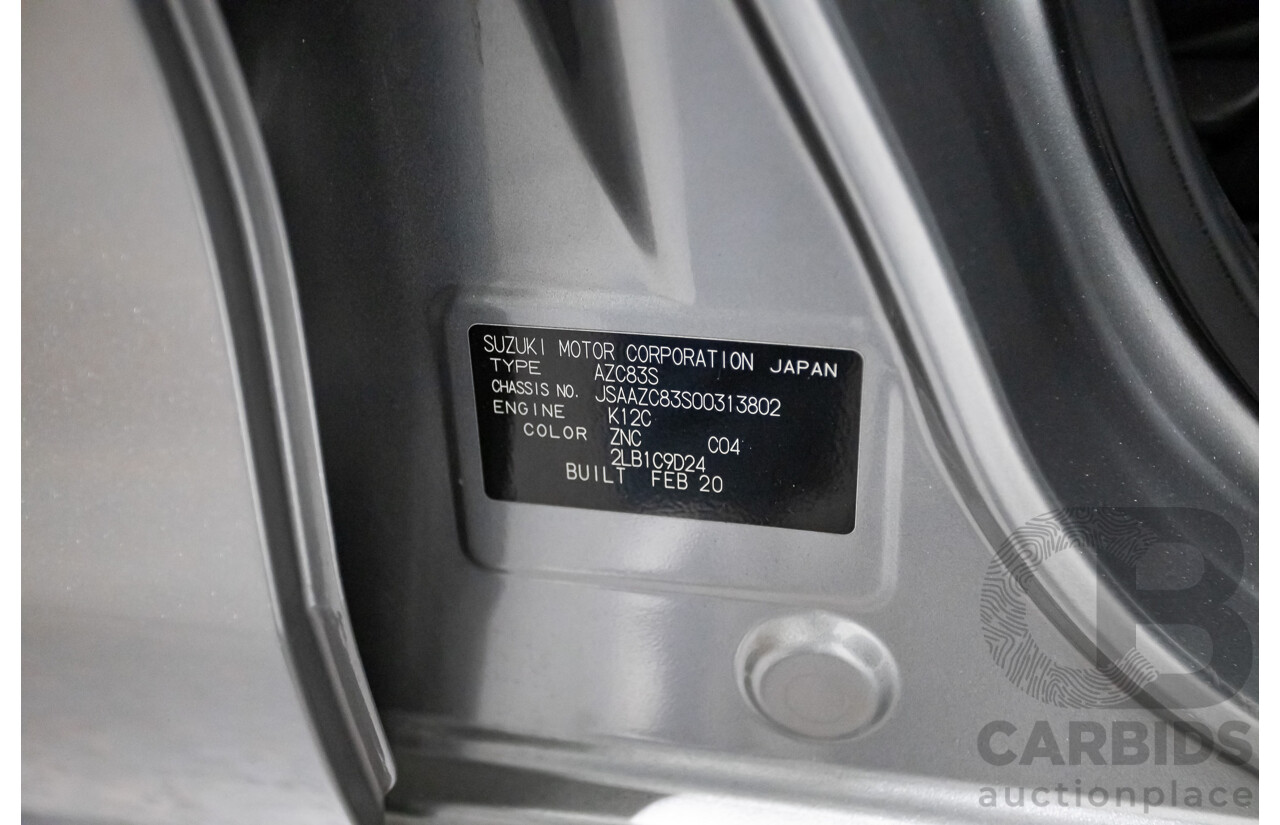 SUZUKI MOTOR CORPORATION JAPAN
TYPE AZC83S
CHASSIS NO. JSAAZC83S00313802
ENGINE K12C
COLOR ZNC C04
2LB1C9D24
BUILT FEB 20
CB
CARBIDS
auctionplace